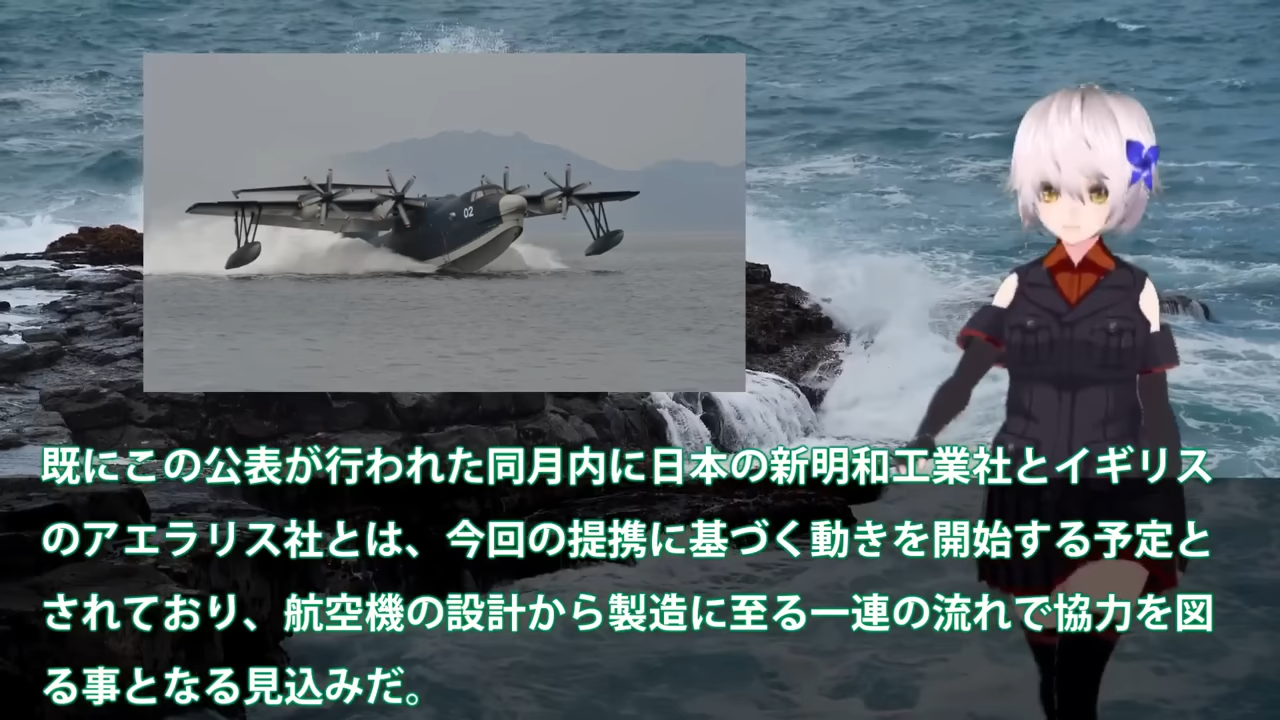 02
既にこの公表が行われた同月内に日本の新明和工業社とイギリス
のアエラリス社とは、今回の提携に基づく動きを開始する予定と
されており、航空機の設計から製造に至る一連の流れで協力を図
る事となる見込みだ。